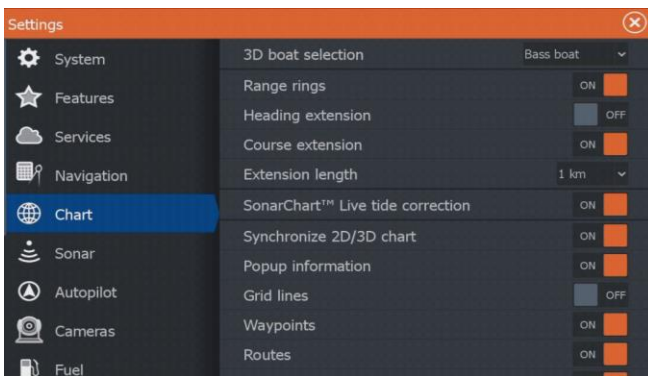 Settings
System
Features
Services
Navigation
Chart
Sonar
Autopilot
Cameras
Fuel
3D boat selection Bass boat
Range rings ON
Heading extension OFF
Course extension ON
Extension length 1 km
SonarChart™ Live tide correction ON
Synchronize 2D/3D chart ON
Popup information ON
Grid lines OFF
Waypoints ON
Routes ON